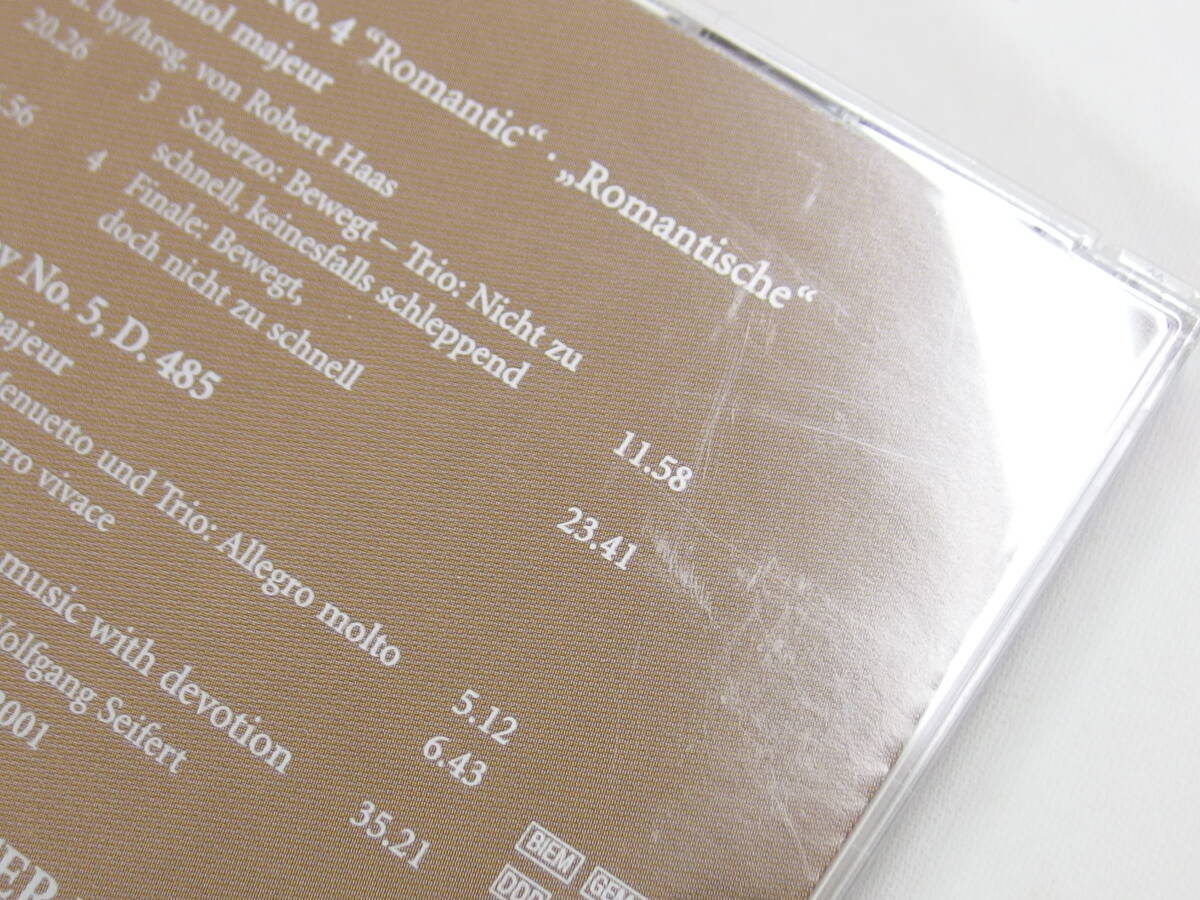 No. 4 “Romantic“ · „Romantische“
majeur
by/hrsg. von Robert Haas
20.26
3 Scherzo: Bewegt – Trio: Nicht zu
schnell, keinesfalls schleppend 11.58
4 Finale: Bewegt,
doch nicht zu schnell 23.41
No. 5, D. 485
majeur
und Trio: Allegro molto 5.12
vivace 6.43
music with devotion
Wolfgang Seifert
2001 35.21
BIEM
DDD